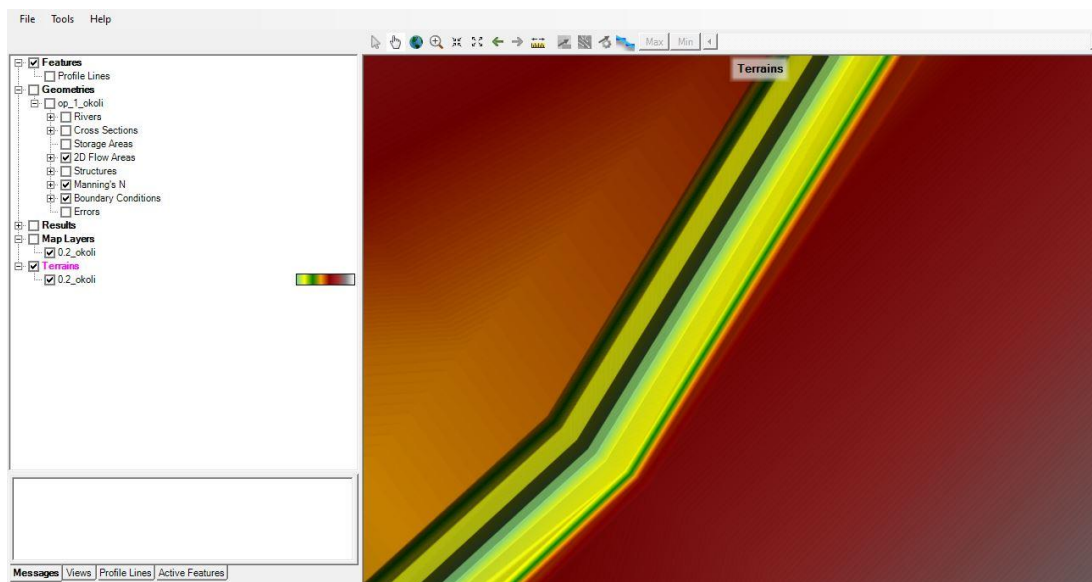 File Tools Help
Max Min
Features
Profile Lines
Geometries
op_1_okoli
Rivers
Cross Sections
Storage Areas
2D Flow Areas
Structures
Manning's N
Boundary Conditions
Errors
Results
Map Layers
0.2_okoli
Terrains
0.2_okoli
Terrains
Messages Views Profile Lines Active Features